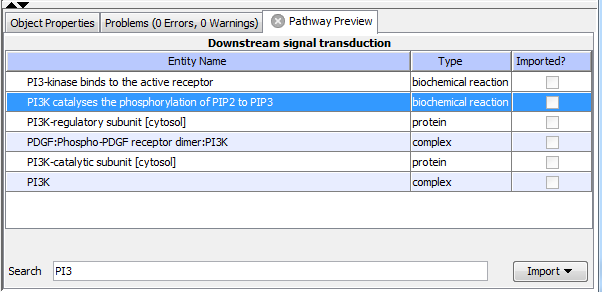 Object Properties Problems (0 Errors, 0 Warnings) Pathway Preview
Downstream signal transduction
Entity Name Type Imported?
PI3-kinase binds to the active receptor biochemical reaction
PI3K catalyses the phosphorylation of PIP2 to PIP3 biochemical reaction
PI3K-regulatory subunit [cytosol] protein
PDGF:Phospho-PDGF receptor dimer:PI3K complex
PI3K-catalytic subunit [cytosol] protein
PI3K complex
Search PI3 Import